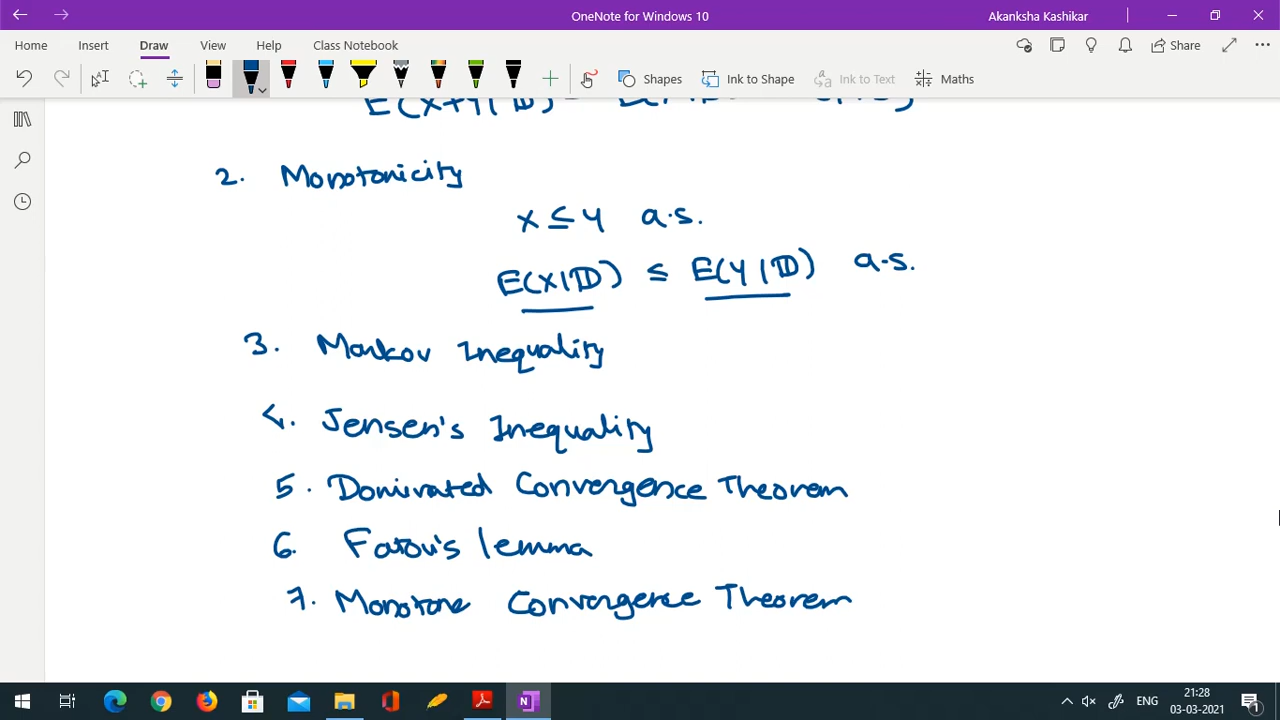 OneNote for Windows 10
Akanksha Kashikar
Home Insert Draw View Help Class Notebook
Share
Shapes Ink to Shape Ink to Text Maths
E(X+Y|𝔻) =
2. Monotonicity
X ≤ Y a.s.
E(X|𝔻) ≤ E(Y|𝔻) a.s.
3. Markov Inequality
4. Jensen's Inequality
5. Dominated Convergence Theorem
6. Fatou's lemma
7. Monotone Convergence Theorem
ENG
21:28
03-03-2021
1